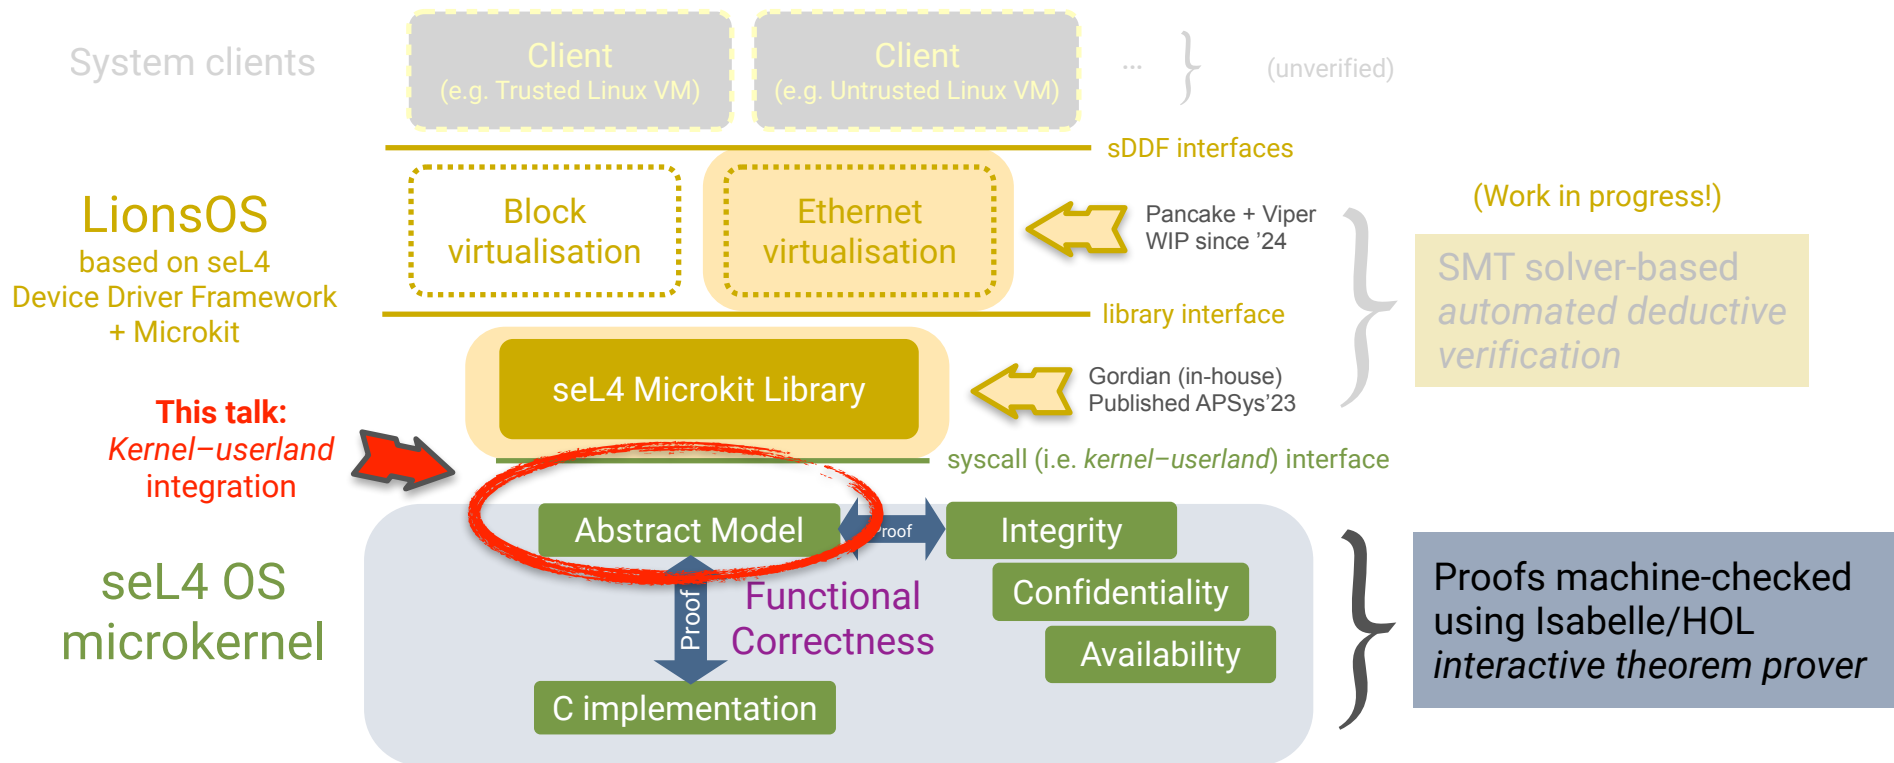 System clients
Client
(e.g. Trusted Linux VM)
Client
(e.g. Untrusted Linux VM)
...
(unverified)
sDDF interfaces
LionsOS
based on seL4
Device Driver Framework
+ Microkit
Block
virtualisation
Ethernet
virtualisation
Pancake + Viper
WIP since ’24
(Work in progress!)
SMT solver-based
automated deductive
verification
library interface
seL4 Microkit Library
Gordian (in-house)
Published APSys’23
This talk:
Kernel–userland
integration
syscall (i.e. kernel–userland) interface
seL4 OS
microkernel
Abstract Model
Proof
Integrity
Confidentiality
Availability
Proof
Functional
Correctness
C implementation
Proofs machine-checked
using Isabelle/HOL
interactive theorem prover